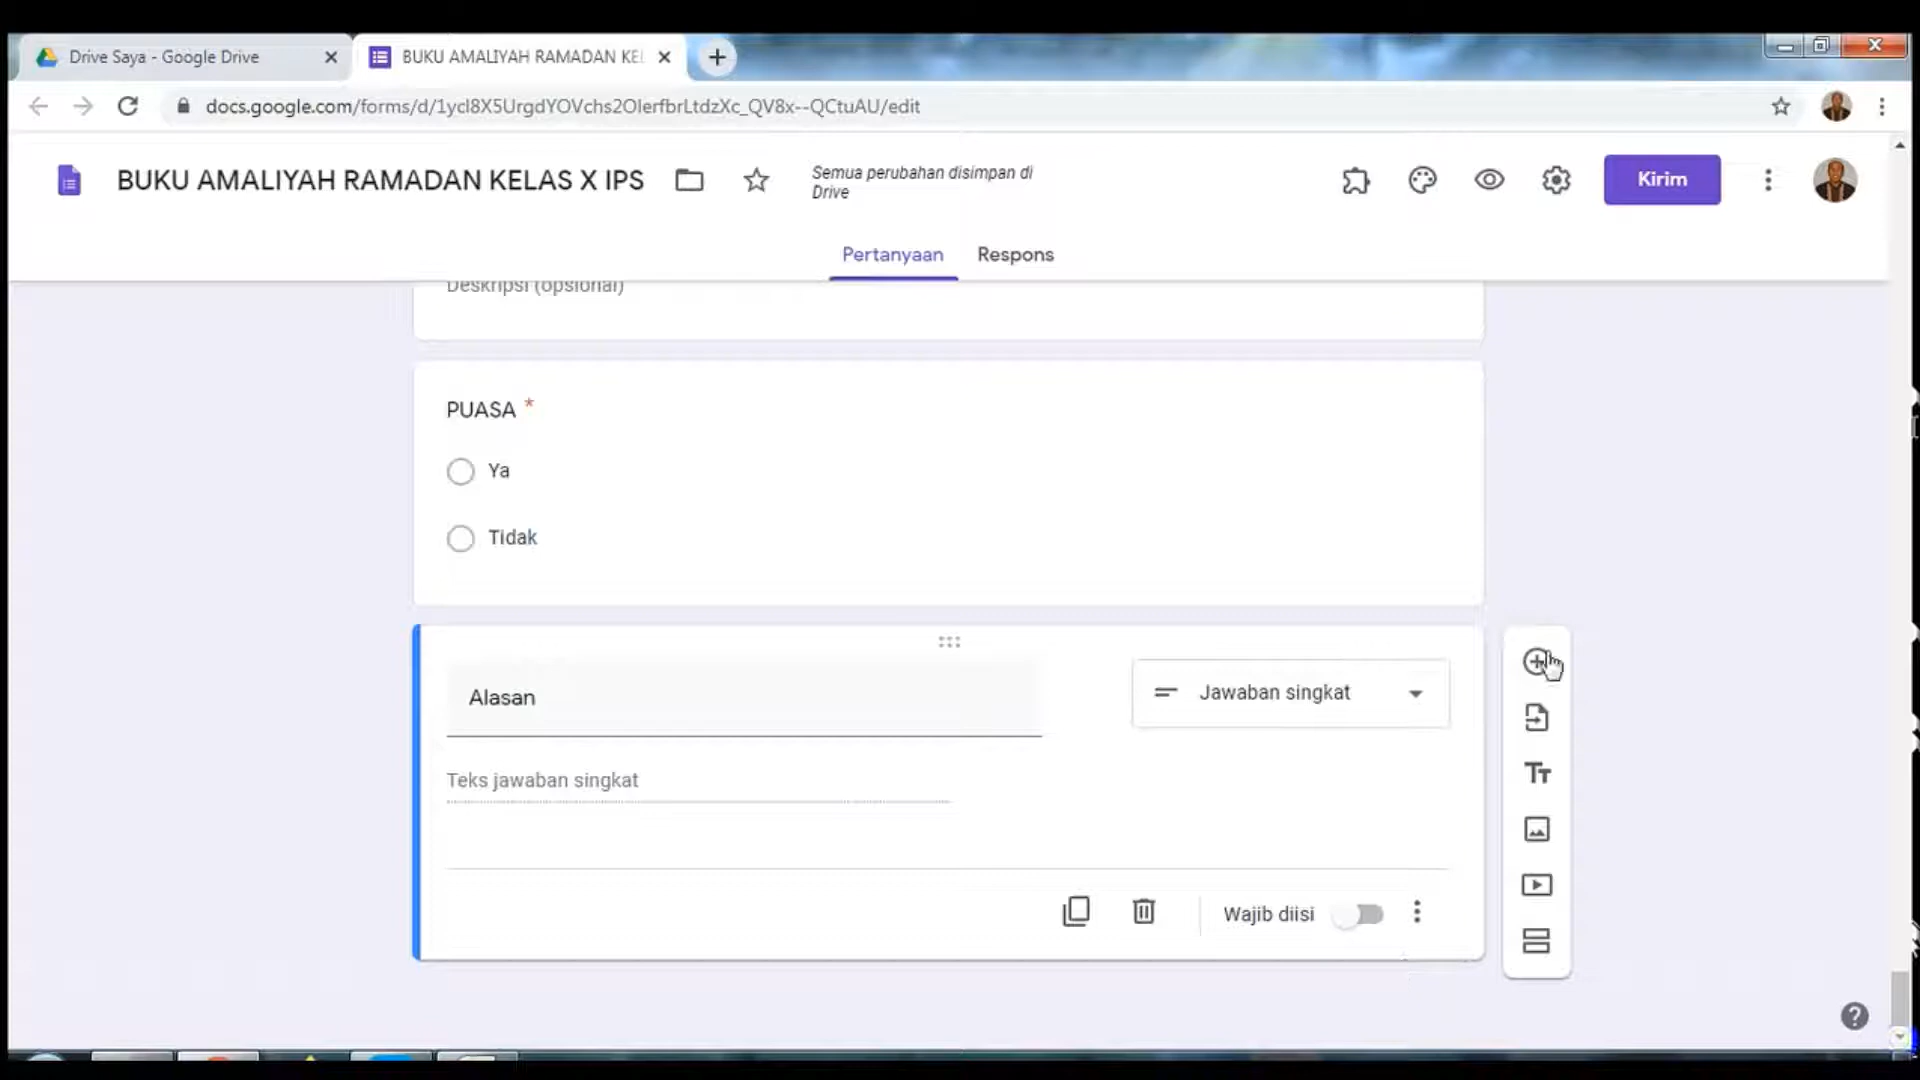 Drive Saya - Google Drive
BUKU AMALIYAH RAMADAN KEL
docs.google.com/forms/d/1ycl8X5UrgdYOVchs2OlerfbrLtdzXc_QV8x--QCtuAU/edit
BUKU AMALIYAH RAMADAN KELAS X IPS
Semua perubahan disimpan di
Drive
Kirim
Pertanyaan
Respons
Deskripsi (opsional)
PUASA *
Ya
Tidak
Alasan
Jawaban singkat
Teks jawaban singkat
Wajib diisi